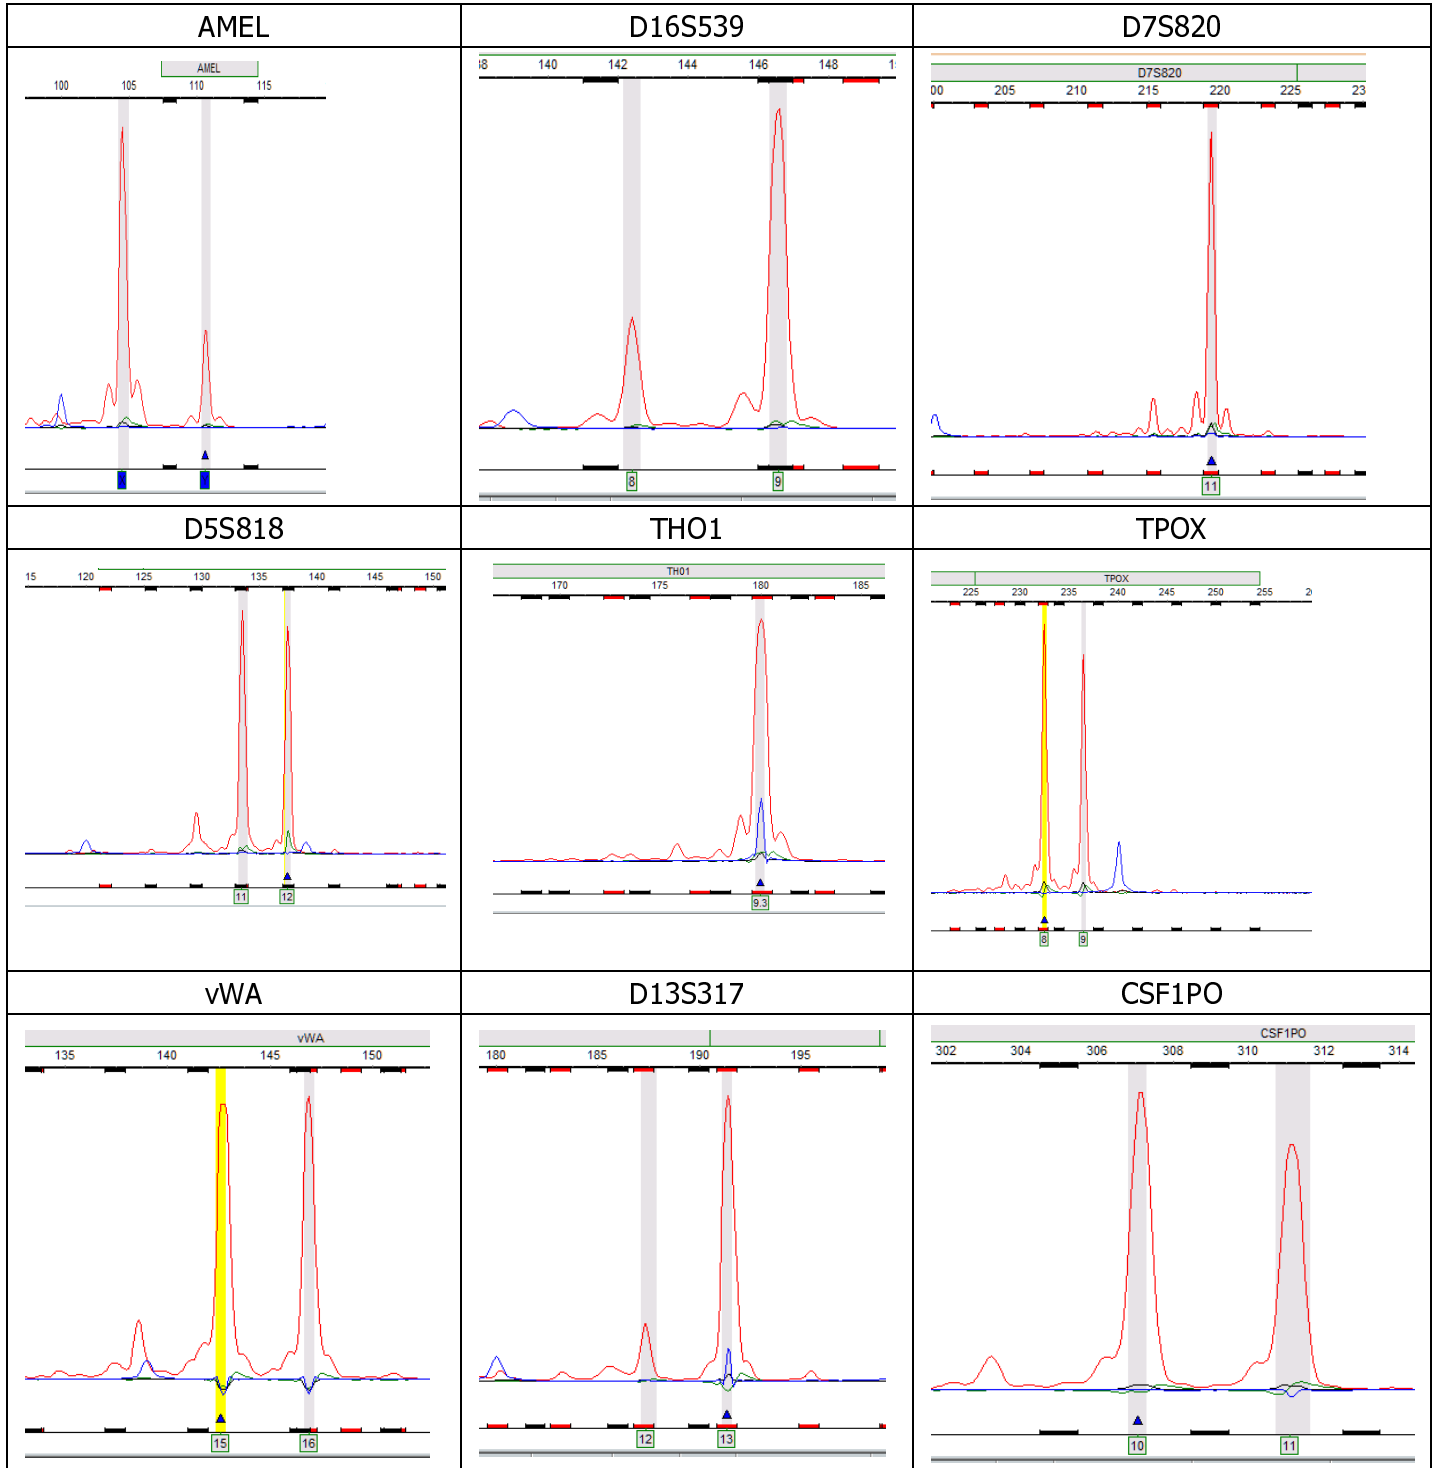 AMEL D16S539 D7S820
AMEL
100 105 110 115
140 142 144 146 148
8 9
D7S820
205 210 215 220 225
11
D5S818 THO1 TPOX
15 120 125 130 135 140 145 150
11 12
TH01
170 175 180 185
9.3
TPOX
225 230 235 240 245 250 255
8 9
vWA D13S317 CSF1PO
vWA
135 140 145 150
15 16
180 185 190 195
12 13
CSF1PO
302 304 306 308 310 312 314
10 11